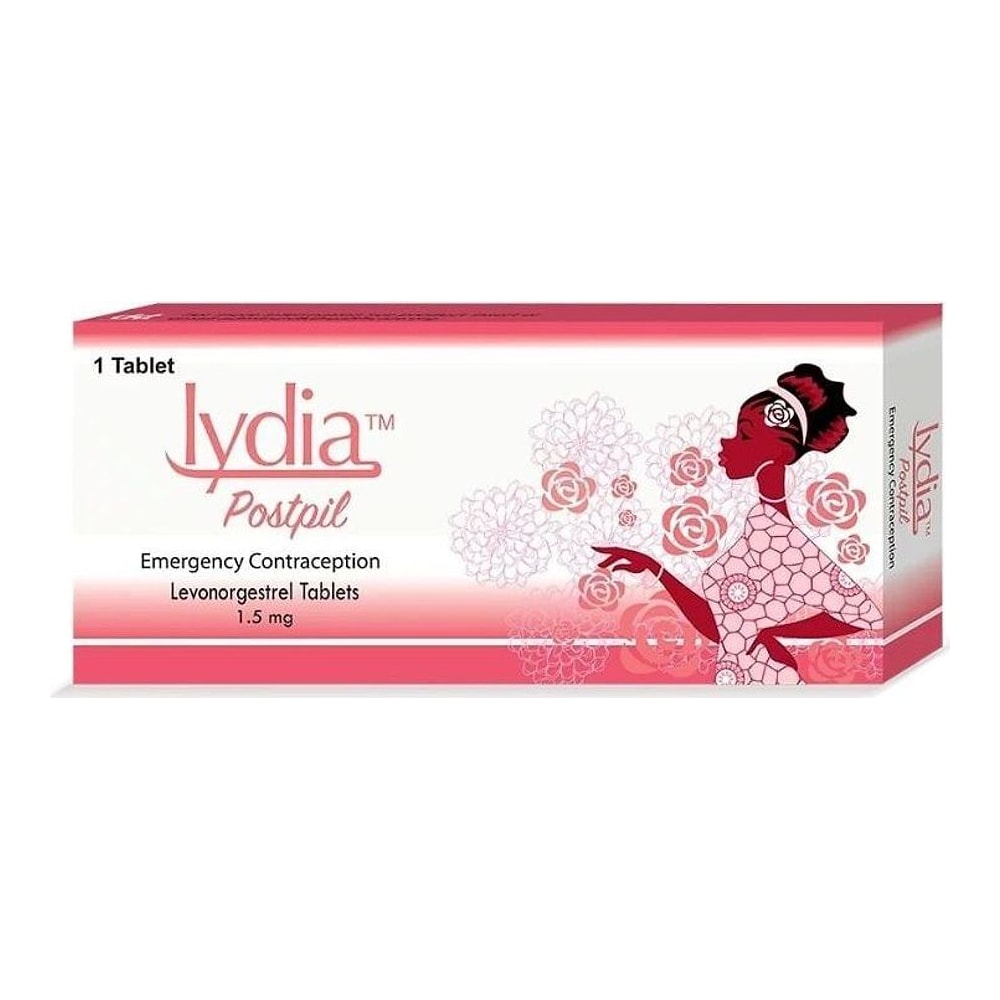 1 Tablet
lydia™
Postpil
Emergency Contraception
Levonorgestrel Tablets
1.5 mg
lydia™
Postpil
Emergency Contraception